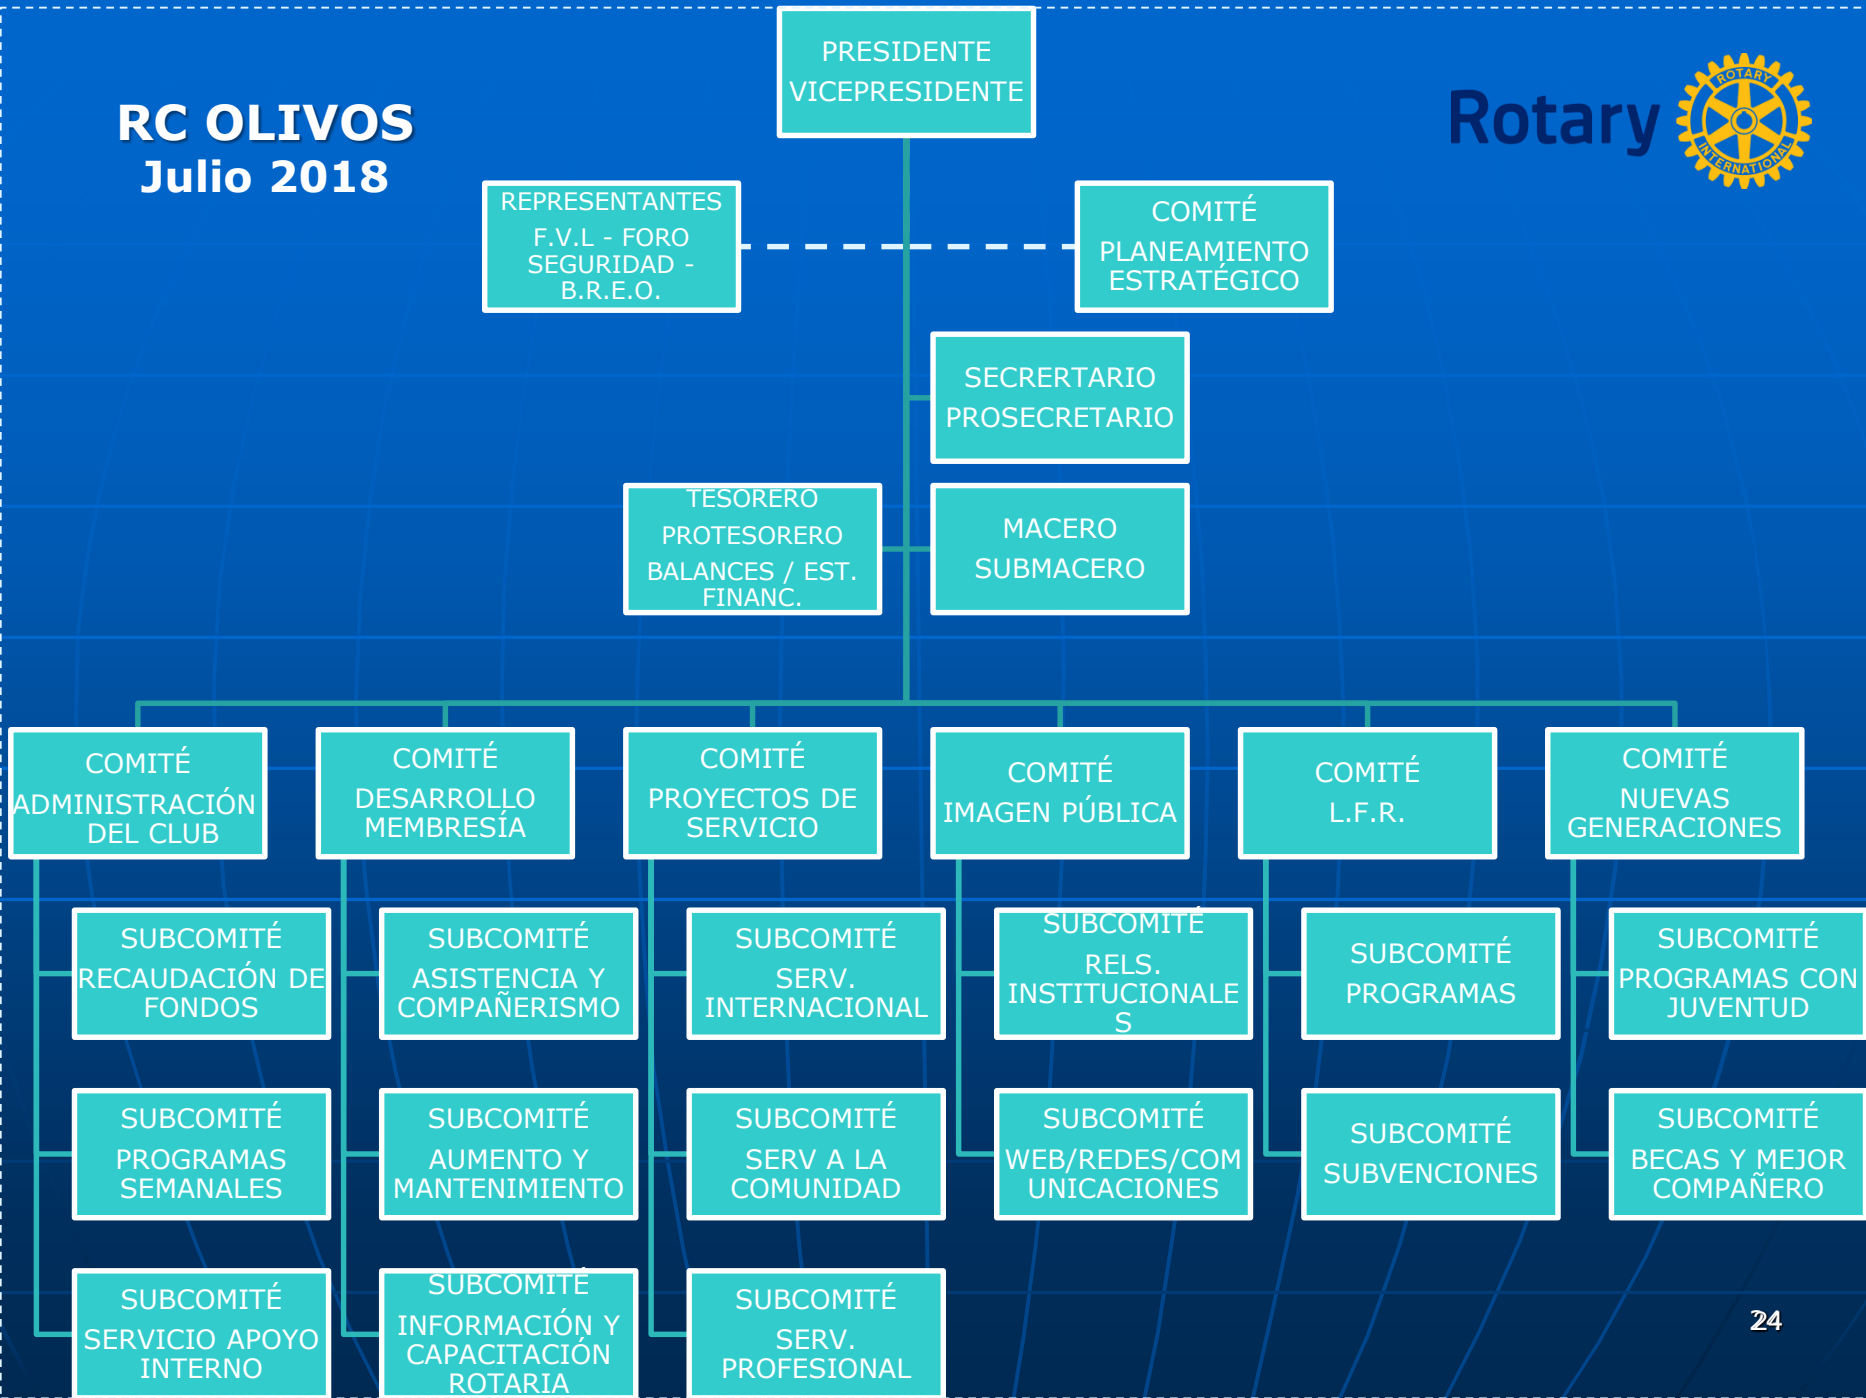 PRESIDENTE
VICEPRESIDENTE
RC OLIVOS
Julio 2018
Rotary
ROTARY
INTERNATIONAL
REPRESENTANTES
F.V.L - FORO
SEGURIDAD -
B.R.E.O.
COMITÉ
PLANEAMIENTO
ESTRATÉGICO
SECRERTARIO
PROSECRETARIO
TESORERO
PROTESORERO
BALANCES / EST.
FINANC.
MACERO
SUBMACERO
COMITÉ
ADMINISTRACIÓN
DEL CLUB
COMITÉ
DESARROLLO
MEMBRESÍA
COMITÉ
PROYECTOS DE
SERVICIO
COMITÉ
IMAGEN PÚBLICA
COMITÉ
L.F.R.
COMITÉ
NUEVAS
GENERACIONES
SUBCOMITÉ
RECAUDACIÓN DE
FONDOS
SUBCOMITÉ
ASISTENCIA Y
COMPAÑERISMO
SUBCOMITÉ
SERV.
INTERNACIONAL
SUBCOMITÉ
RELS.
INSTITUCIONALE
S
SUBCOMITÉ
PROGRAMAS
SUBCOMITÉ
PROGRAMAS CON
JUVENTUD
SUBCOMITÉ
PROGRAMAS
SEMANALES
SUBCOMITÉ
AUMENTO Y
MANTENIMIENTO
SUBCOMITÉ
SERV A LA
COMUNIDAD
SUBCOMITÉ
WEB/REDES/COM
UNICACIONES
SUBCOMITÉ
SUBVENCIONES
SUBCOMITÉ
BECAS Y MEJOR
COMPAÑERO
SUBCOMITÉ
SERVICIO APOYO
INTERNO
SUBCOMITÉ
INFORMACIÓN Y
CAPACITACIÓN
ROTARIA
SUBCOMITÉ
SERV.
PROFESIONAL
24